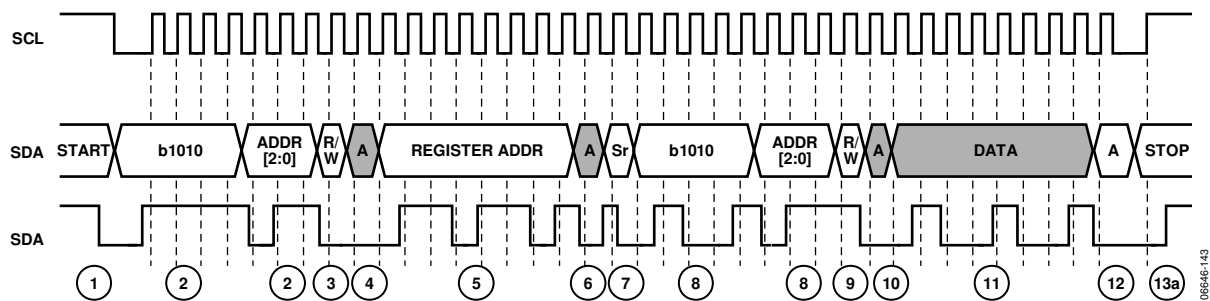 SCL
SDA START b1010 ADDR [2:0] R/W A REGISTER ADDR A Sr b1010 ADDR [2:0] R/W A DATA A STOP
SDA
1 2 2 3 4 5 6 7 8 8 9 10 11 12 13a
06646-143